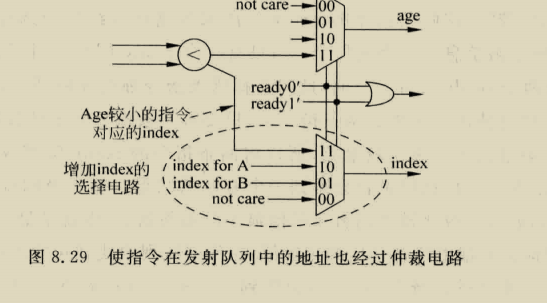 not care
00
age
01
10
11
<
ready0′
ready1′
Age较小的指令
对应的index
11
index
增加index的
选择电路
index for A
10
index for B
01
not care
00
图 8.29 使指令在发射队列中的地址也经过仲裁电路